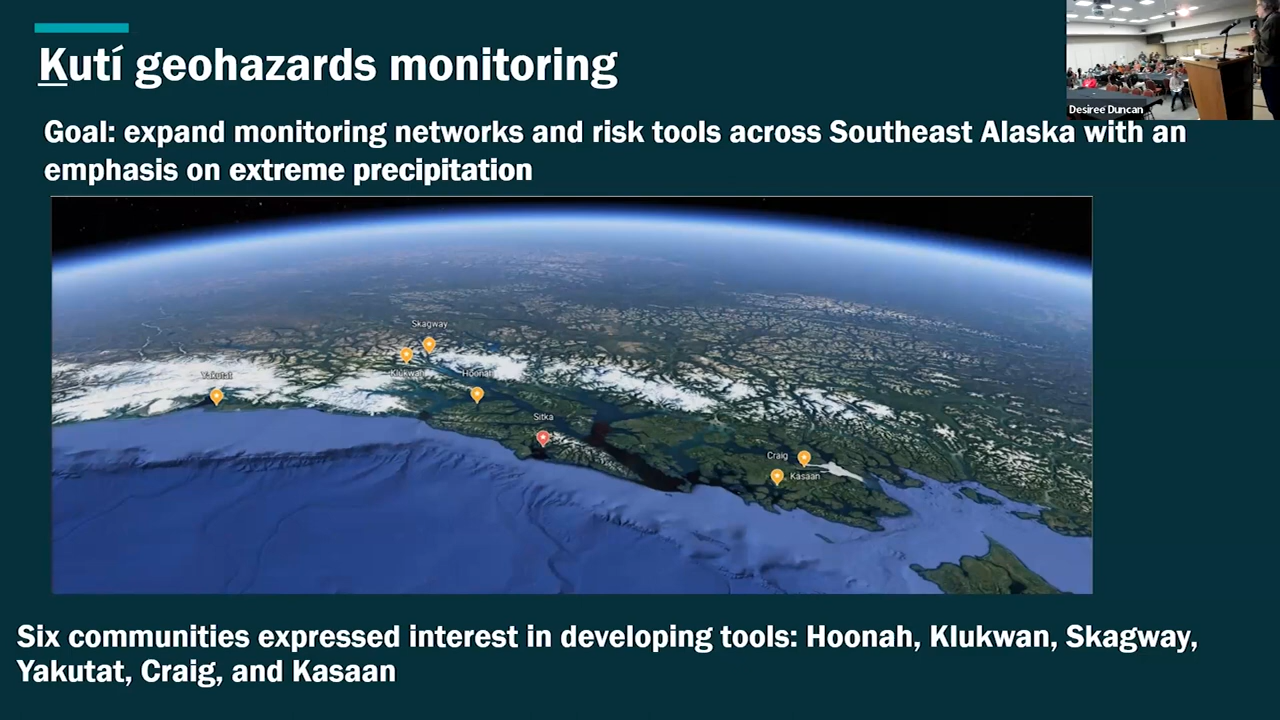 Ḵutí geohazards monitoring
Desiree Duncan
Goal: expand monitoring networks and risk tools across Southeast Alaska with an
emphasis on extreme precipitation
Skagway
Klukwan
Hoonah
Yakutat
Sitka
Craig
Kasaan
Six communities expressed interest in developing tools: Hoonah, Klukwan, Skagway,
Yakutat, Craig, and Kasaan